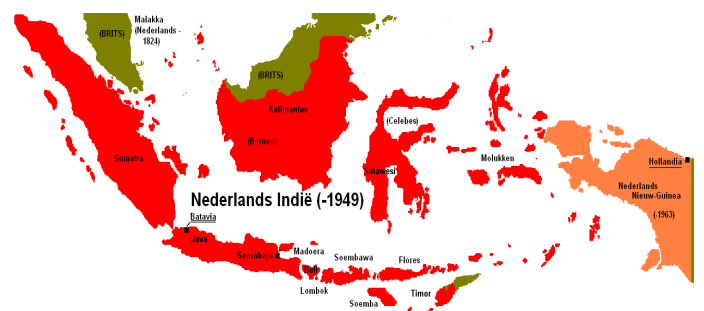 Malakka
(Nederlands -
1824)
(BRITS)
(BRITS)
Kalimantan
(Borneo)
(Celebes)
Sulawesi
Sumatra
Molukken
Hollandia
Nederlands
Nieuw-Guinea
(-1963)
Nederlands Indië (-1949)
Batavia
Java
Soerabaja
Madoera
Bali
Lombok
Soembawa
Flores
Soemba
Timor